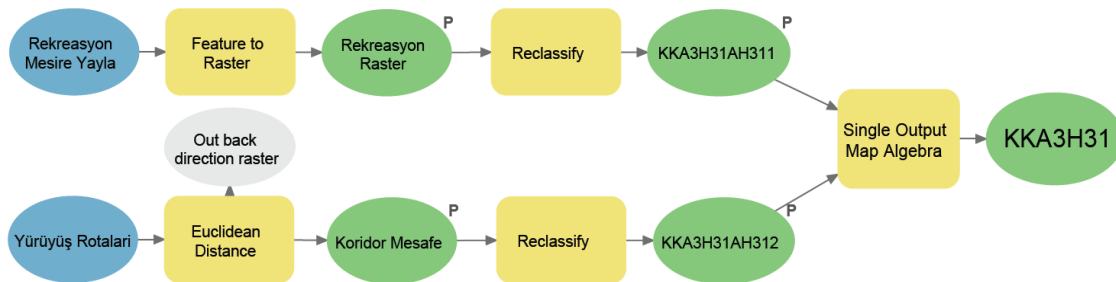 P
P
Rekreasyon
Mesire Yayla
Feature to
Raster
Rekreasyon
Raster
Reclassify
KKA3H31AH311
Out back
direction raster
Single Output
Map Algebra
KKA3H31
P
P
Yürüyüş Rotalari
Euclidean
Distance
Koridor Mesafe
Reclassify
KKA3H31AH312